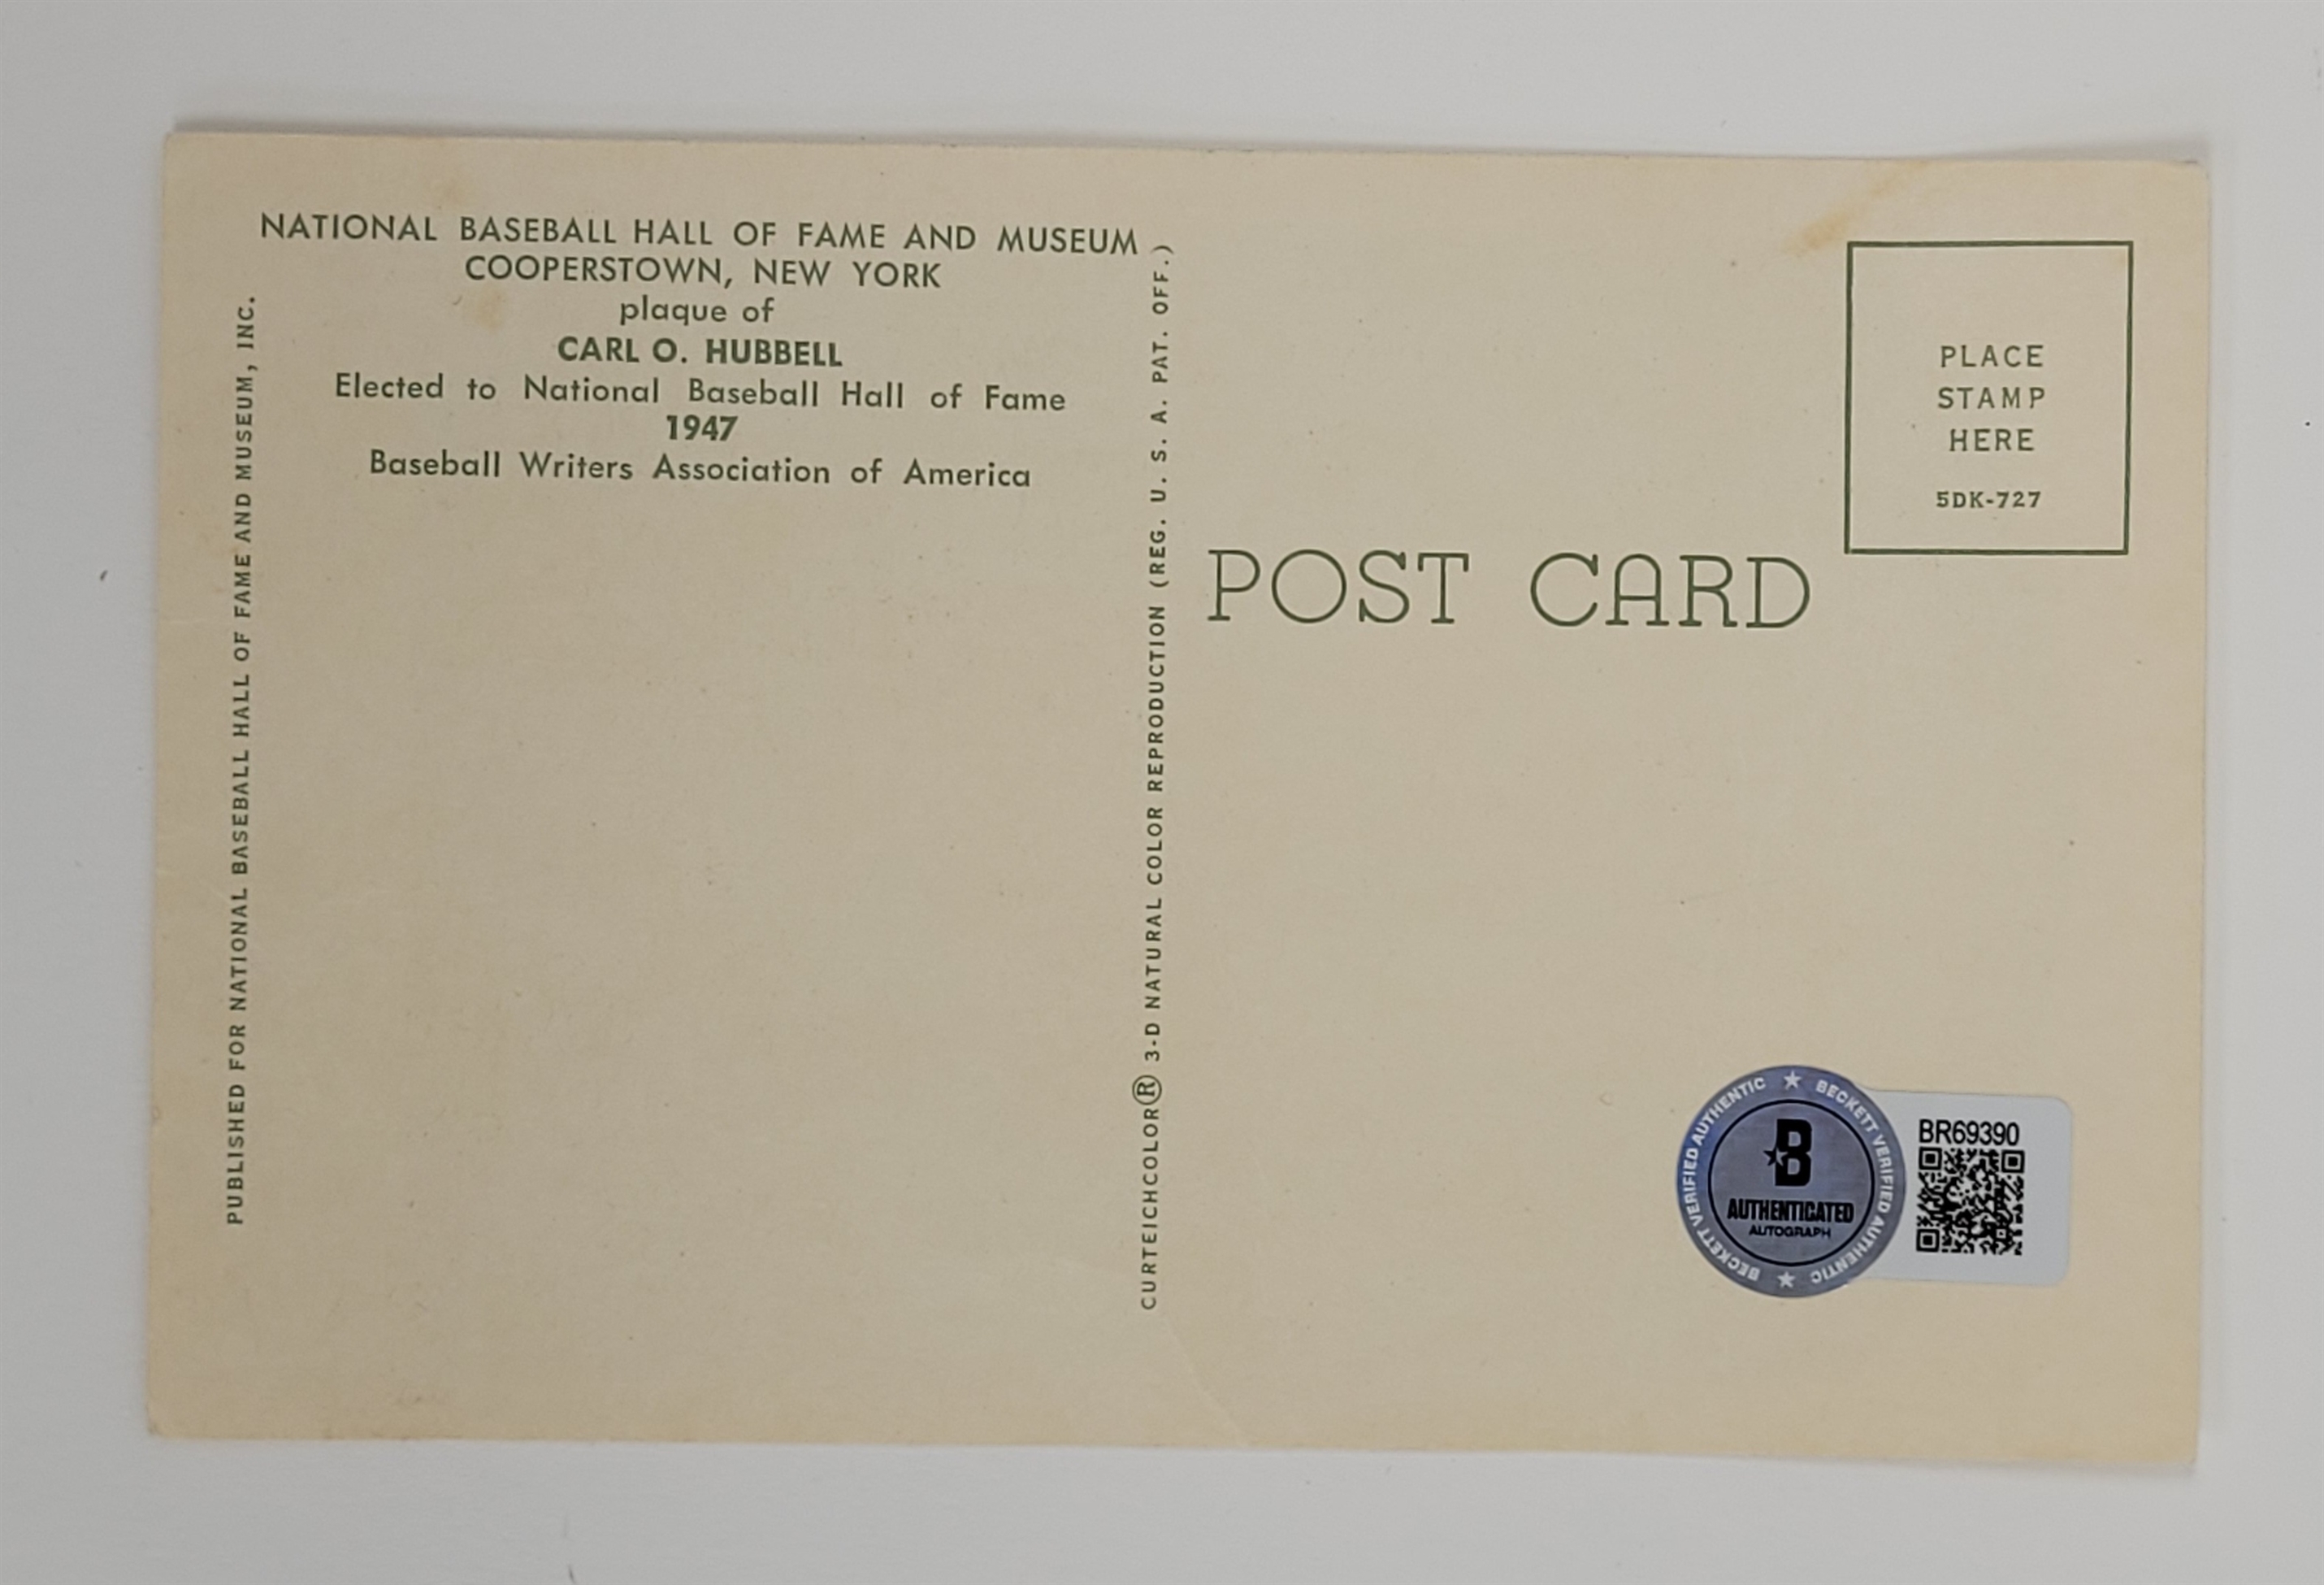 NATIONAL BASEBALL HALL OF FAME AND MUSEUM
COOPERSTOWN, NEW YORK
plaque of
CARL O. HUBBELL
Elected to National Baseball Hall of Fame
1947
Baseball Writers Association of America
PUBLISHED FOR NATIONAL BASEBALL HALL OF FAME AND MUSEUM, INC.
CURTEICHCOLOR® 3-D NATURAL COLOR REPRODUCTION (REG. U. S. A. PAT. OFF.)
POST CARD
PLACE
STAMP
HERE
5DK-727
BECKETT VERIFIED AUTHENTIC ★ BECKETT VERIFIED AUTHENTIC ★
B
AUTHENTICATED
AUTOGRAPH
BR69390